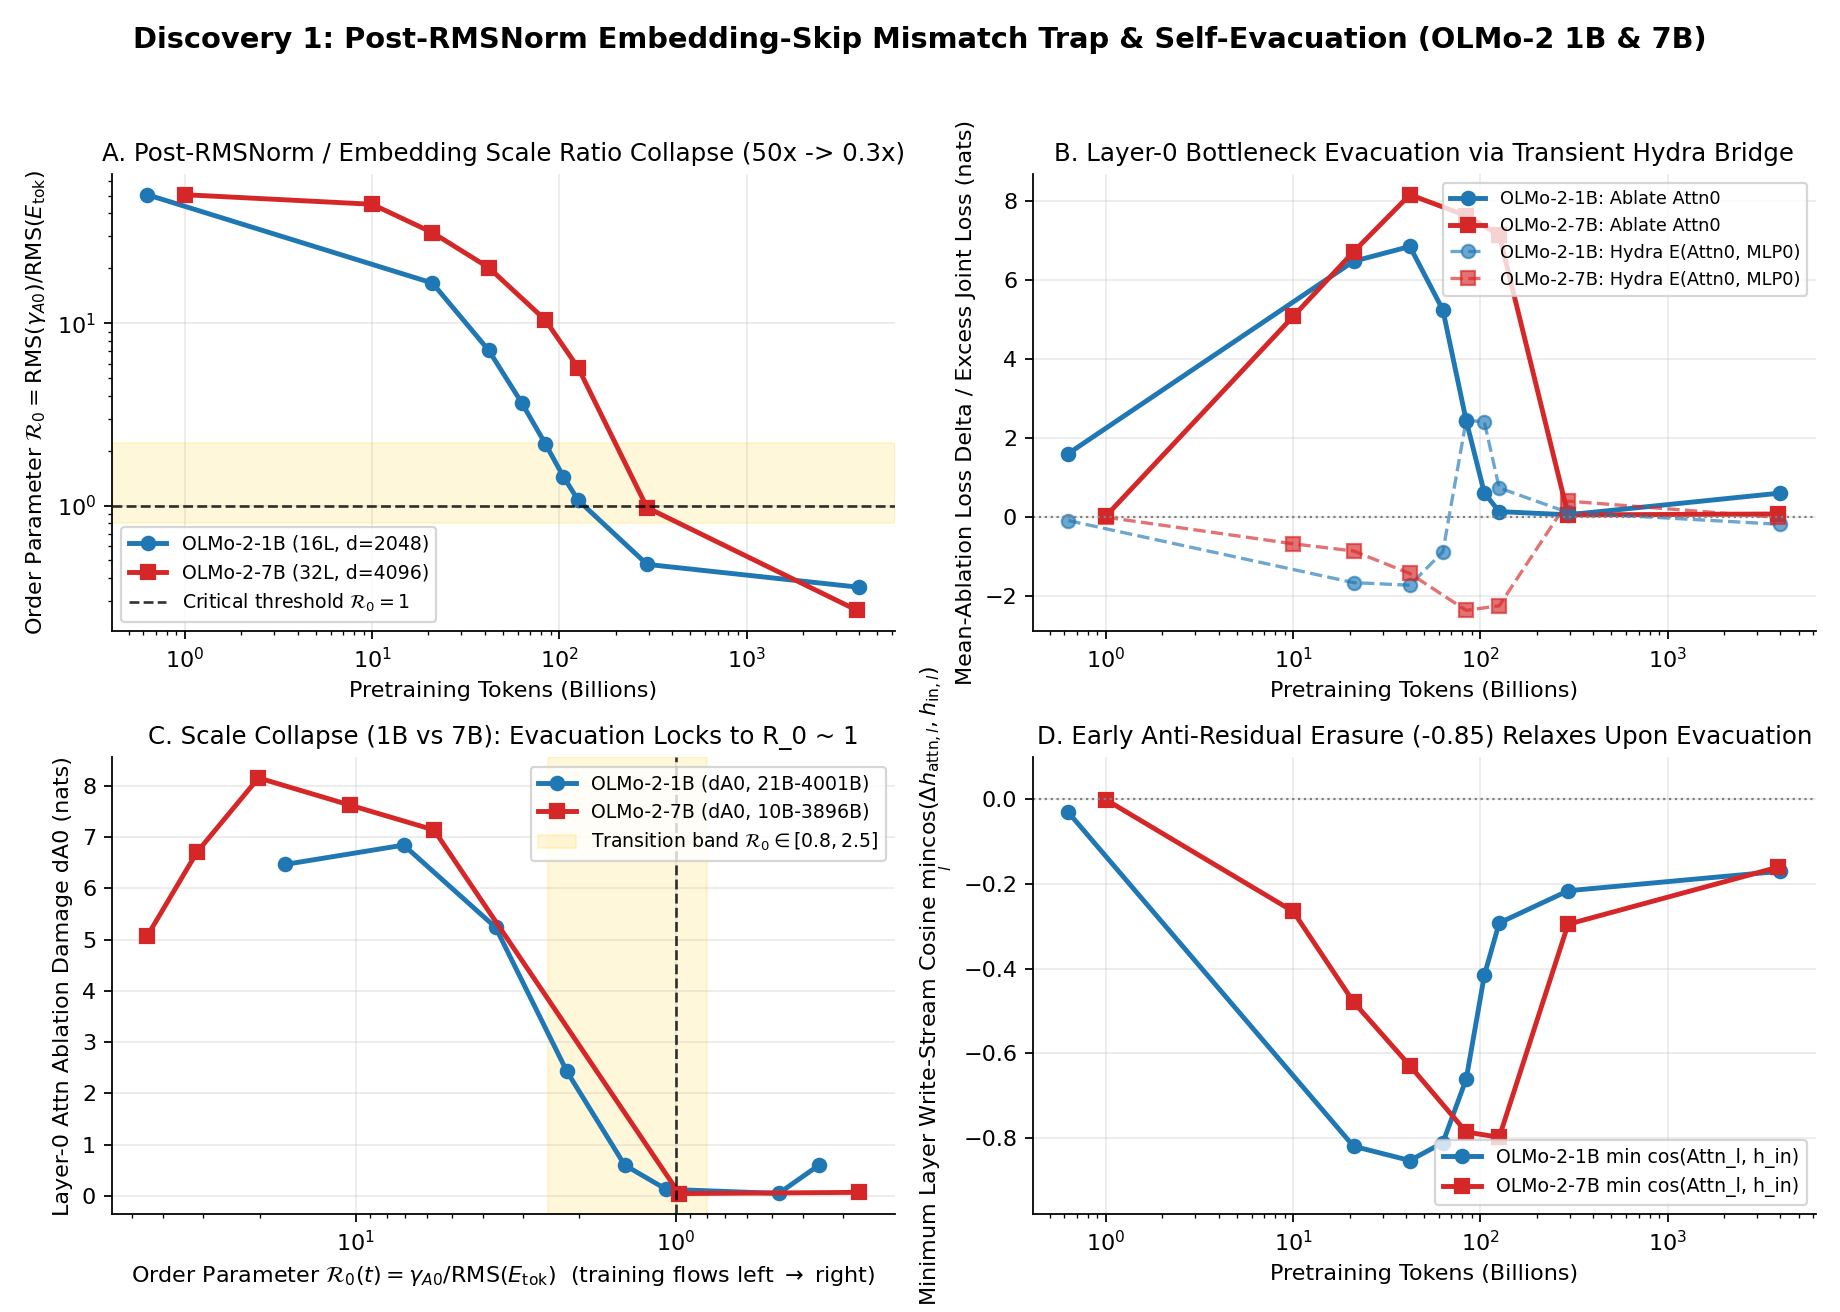 Discovery 1: Post-RMSNorm Embedding-Skip Mismatch Trap & Self-Evacuation (OLMo-2 1B & 7B)
A. Post-RMSNorm / Embedding Scale Ratio Collapse (50x -> 0.3x)
Order Parameter 𝓡₀ = RMS(γ_A0)/RMS(E_tok)
10¹
10⁰
OLMo-2-1B (16L, d=2048)
OLMo-2-7B (32L, d=4096)
Critical threshold 𝓡₀ = 1
10⁰
10¹
10²
10³
Pretraining Tokens (Billions)
B. Layer-0 Bottleneck Evacuation via Transient Hydra Bridge
Mean-Ablation Loss Delta / Excess Joint Loss (nats)
8
6
4
2
0
−2
OLMo-2-1B: Ablate Attn0
OLMo-2-7B: Ablate Attn0
OLMo-2-1B: Hydra E(Attn0, MLP0)
OLMo-2-7B: Hydra E(Attn0, MLP0)
10⁰
10¹
10²
10³
Pretraining Tokens (Billions)
C. Scale Collapse (1B vs 7B): Evacuation Locks to R_0 ~ 1
Layer-0 Attn Ablation Damage dA0 (nats)
8
7
6
5
4
3
2
1
0
OLMo-2-1B (dA0, 21B-4001B)
OLMo-2-7B (dA0, 10B-3896B)
Transition band 𝓡₀ ∈ [0.8, 2.5]
10¹
10⁰
Order Parameter 𝓡₀(t) = γ_A0/RMS(E_tok) (training flows left → right)
D. Early Anti-Residual Erasure (-0.85) Relaxes Upon Evacuation
Minimum Layer Write-Stream Cosine min_l cos(Δh_attn, l, h_in, l)
0.0
−0.2
−0.4
−0.6
−0.8
OLMo-2-1B min cos(Attn_l, h_in)
OLMo-2-7B min cos(Attn_l, h_in)
10⁰
10¹
10²
10³
Pretraining Tokens (Billions)